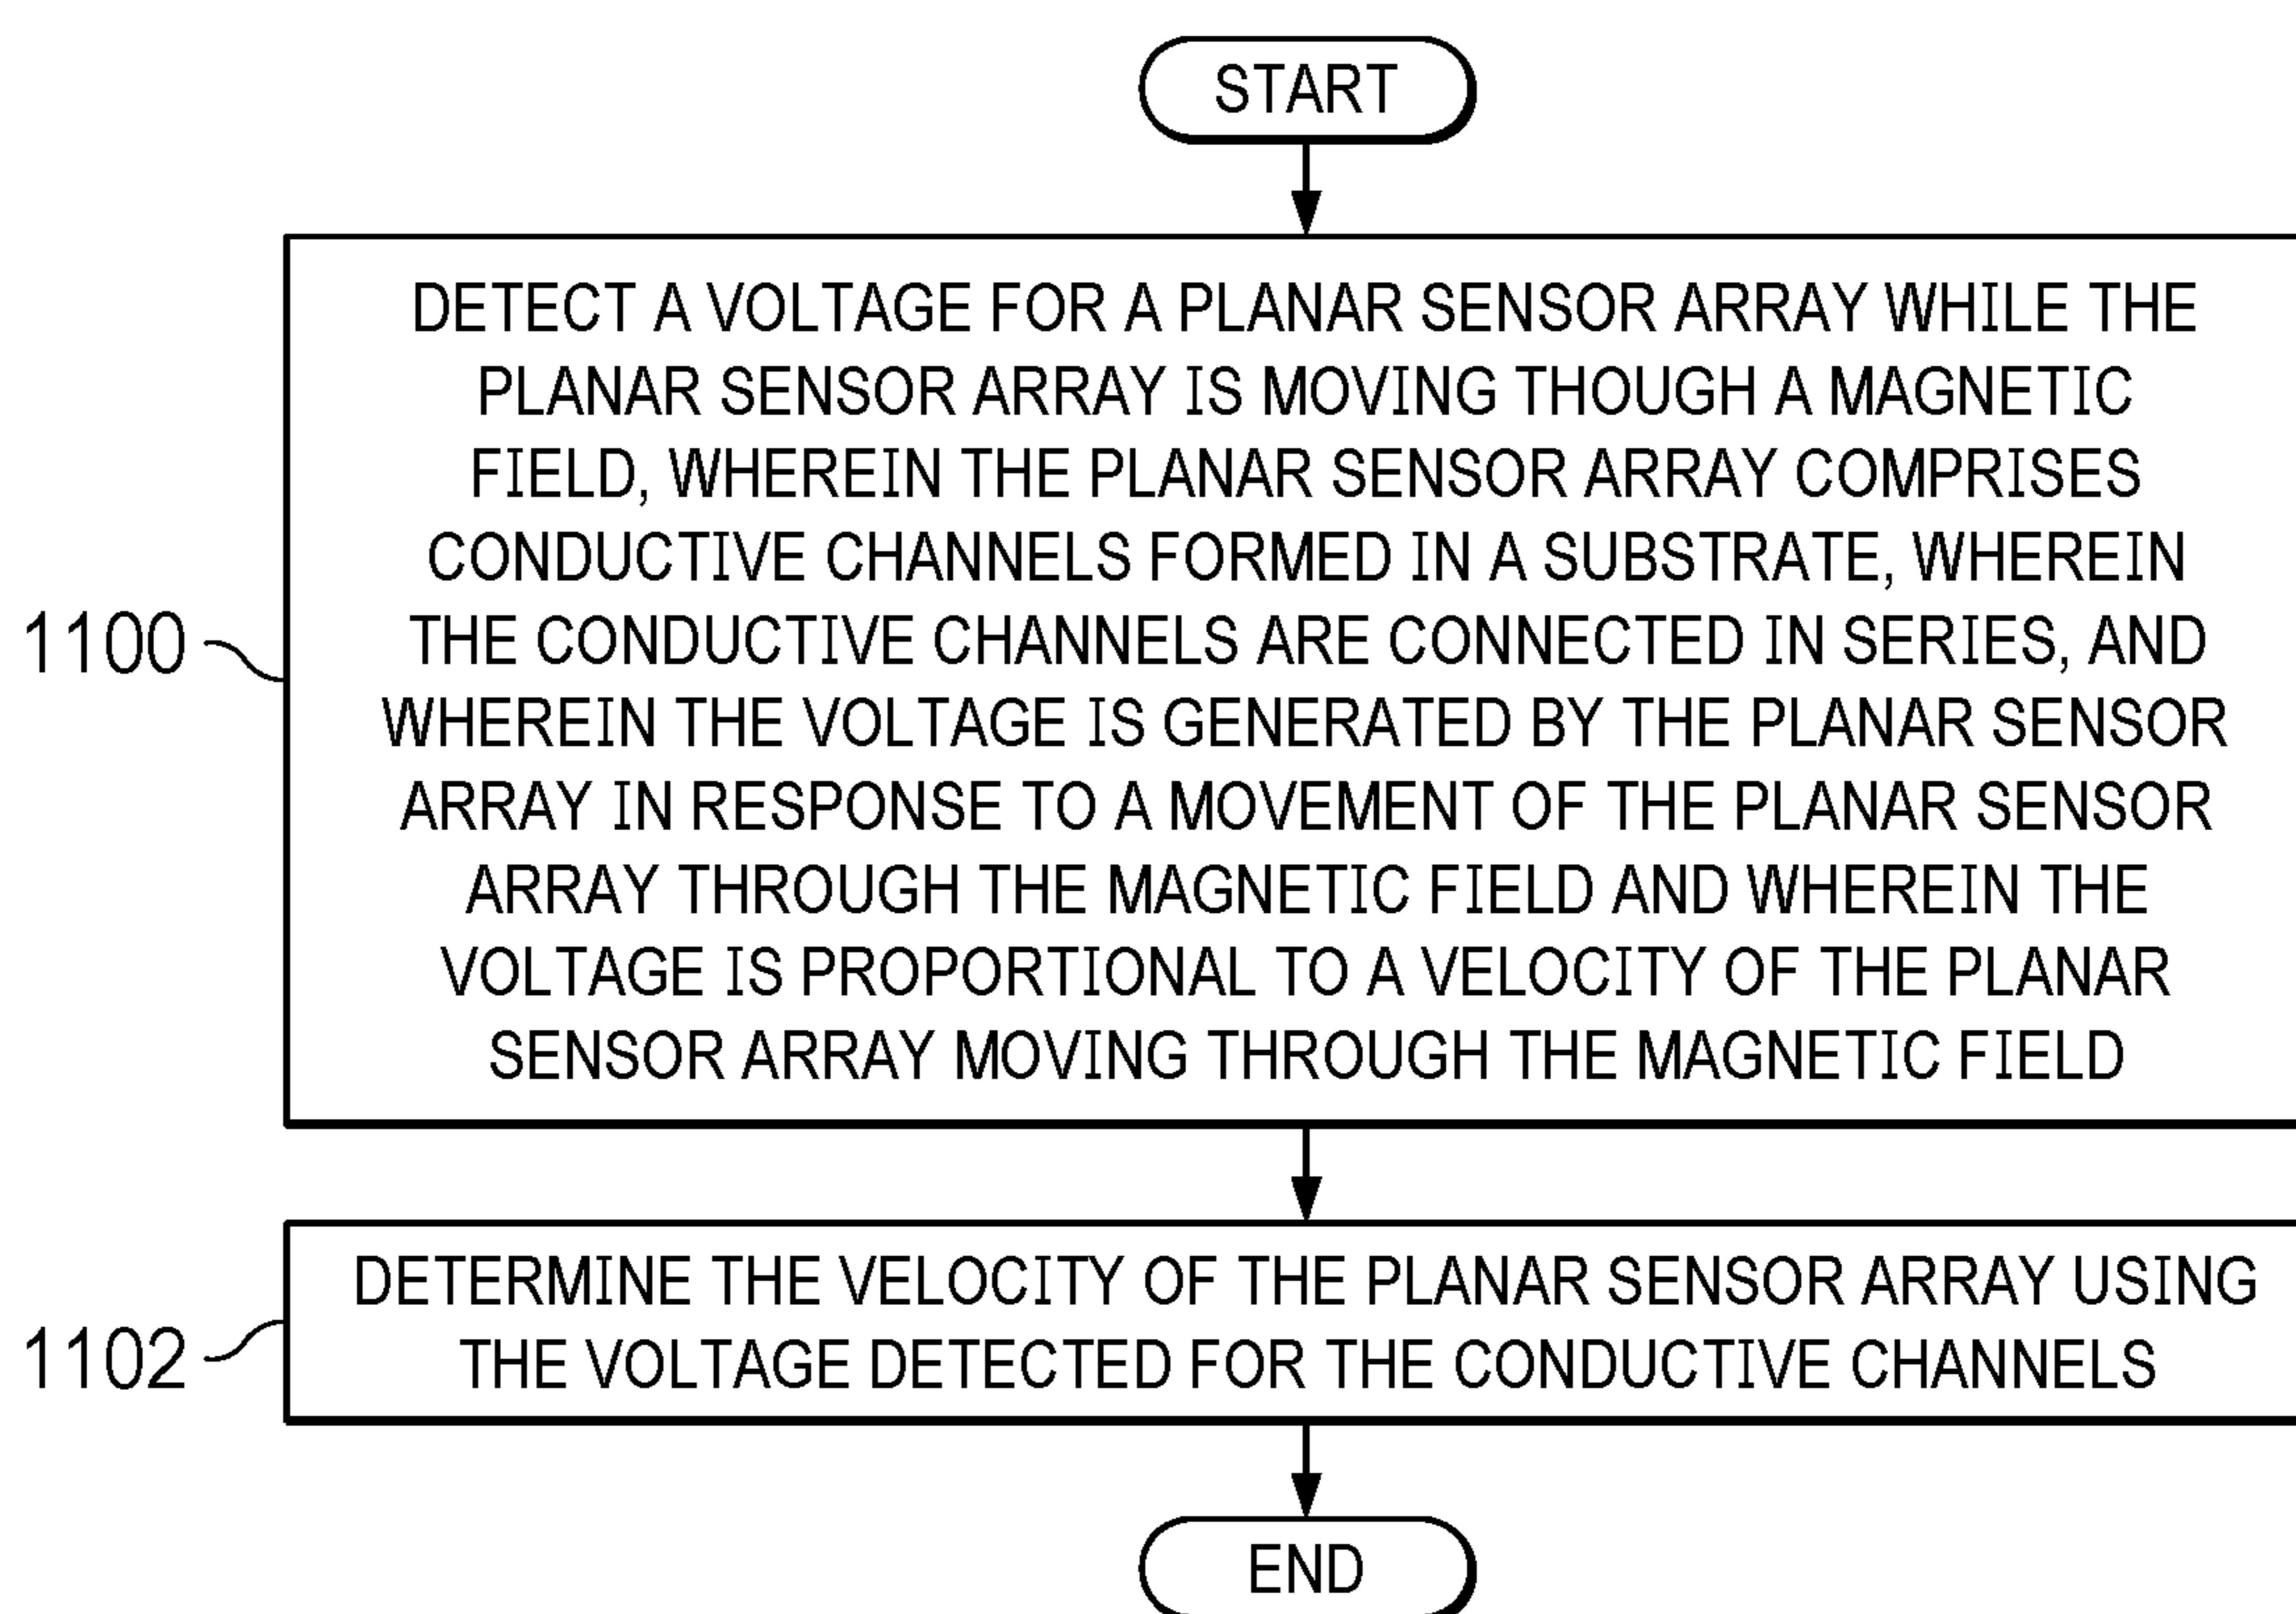 START
DETECT A VOLTAGE FOR A PLANAR SENSOR ARRAY WHILE THE
PLANAR SENSOR ARRAY IS MOVING THOUGH A MAGNETIC
FIELD, WHEREIN THE PLANAR SENSOR ARRAY COMPRISES
CONDUCTIVE CHANNELS FORMED IN A SUBSTRATE, WHEREIN
THE CONDUCTIVE CHANNELS ARE CONNECTED IN SERIES, AND
WHEREIN THE VOLTAGE IS GENERATED BY THE PLANAR SENSOR
ARRAY IN RESPONSE TO A MOVEMENT OF THE PLANAR SENSOR
ARRAY THROUGH THE MAGNETIC FIELD AND WHEREIN THE
VOLTAGE IS PROPORTIONAL TO A VELOCITY OF THE PLANAR
SENSOR ARRAY MOVING THROUGH THE MAGNETIC FIELD
1100
DETERMINE THE VELOCITY OF THE PLANAR SENSOR ARRAY USING
THE VOLTAGE DETECTED FOR THE CONDUCTIVE CHANNELS
1102
END